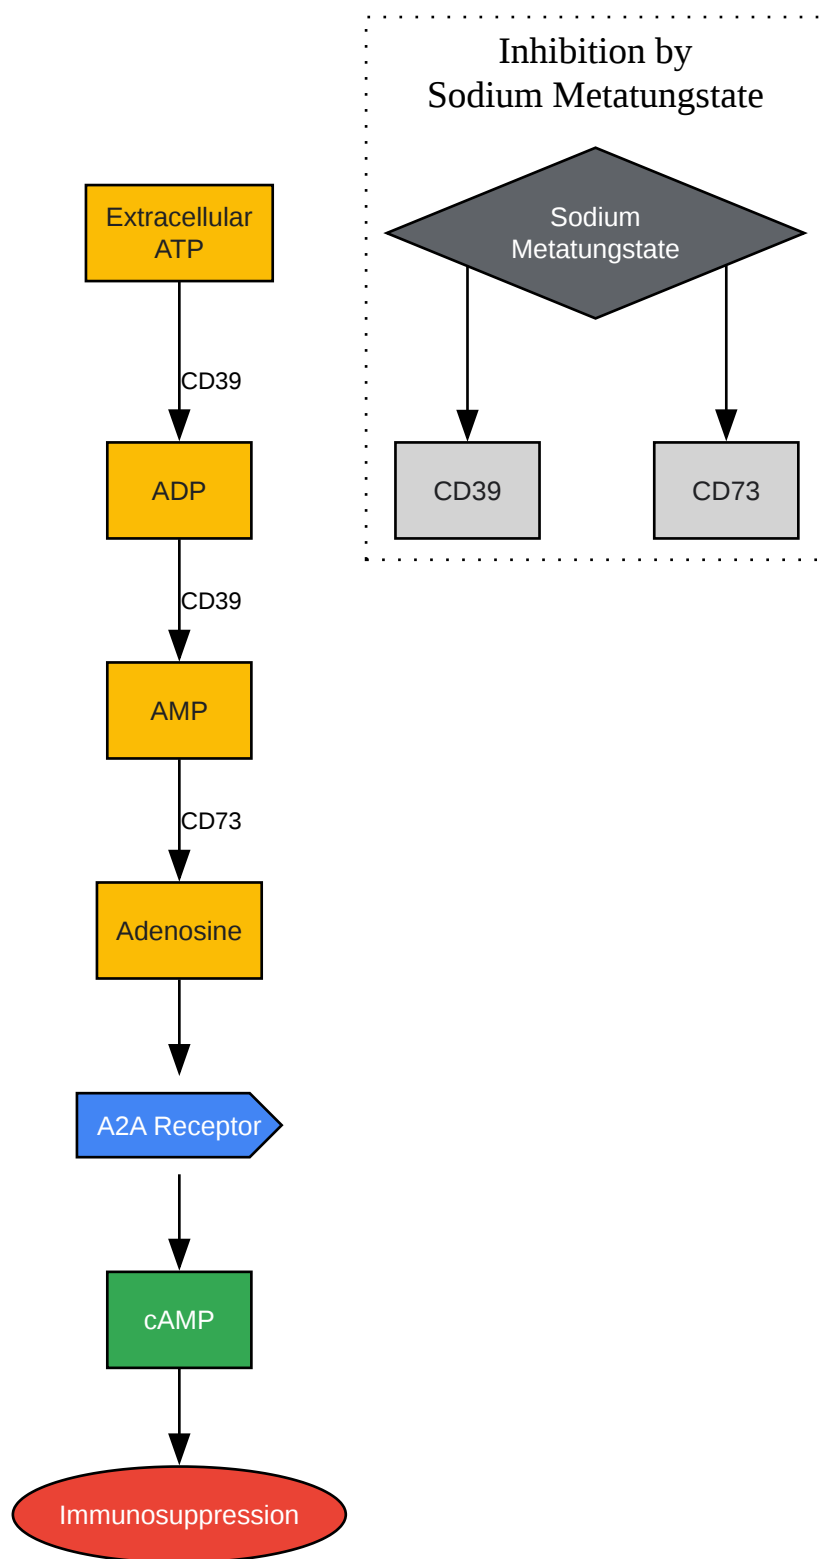 Inhibition by
Sodium Metatungstate
Sodium
Metatungstate
CD39
CD73
Extracellular
ATP
CD39
ADP
CD39
AMP
CD73
Adenosine
A2A Receptor
cAMP
Immunosuppression